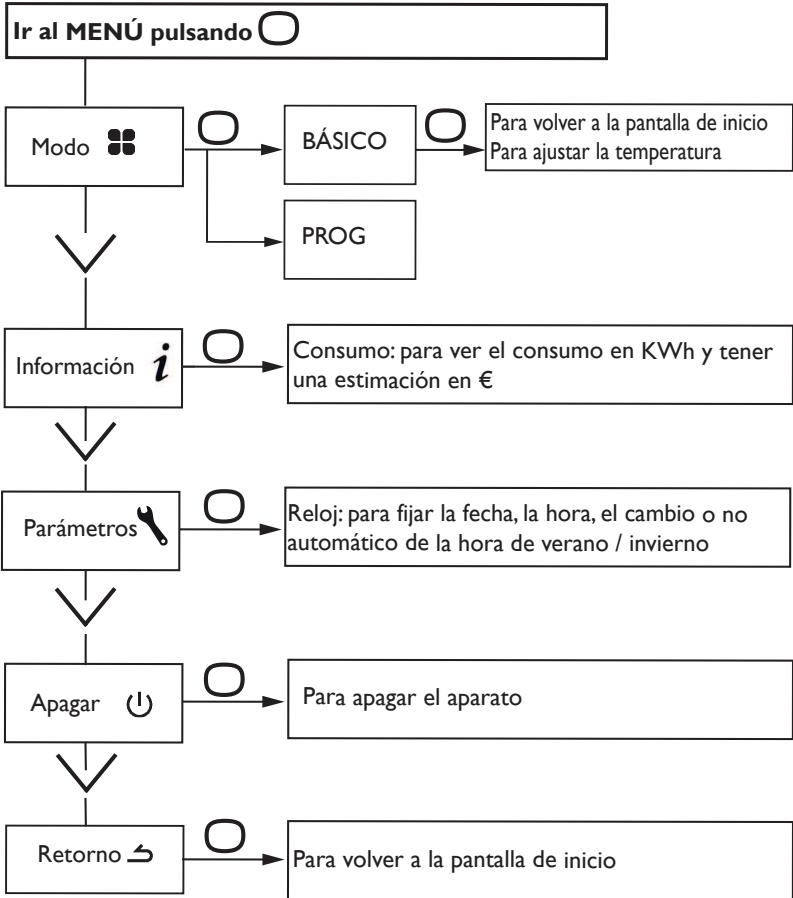 Ir al MENÚ pulsando
Modo
BÁSICO
Para volver a la pantalla de inicio
Para ajustar la temperatura
PROG
Información
Consumo: para ver el consumo en KWh y tener
una estimación en €
Parámetros
Reloj: para fijar la fecha, la hora, el cambio o no
automático de la hora de verano / invierno
Apagar
Para apagar el aparato
Retorno
Para volver a la pantalla de inicio